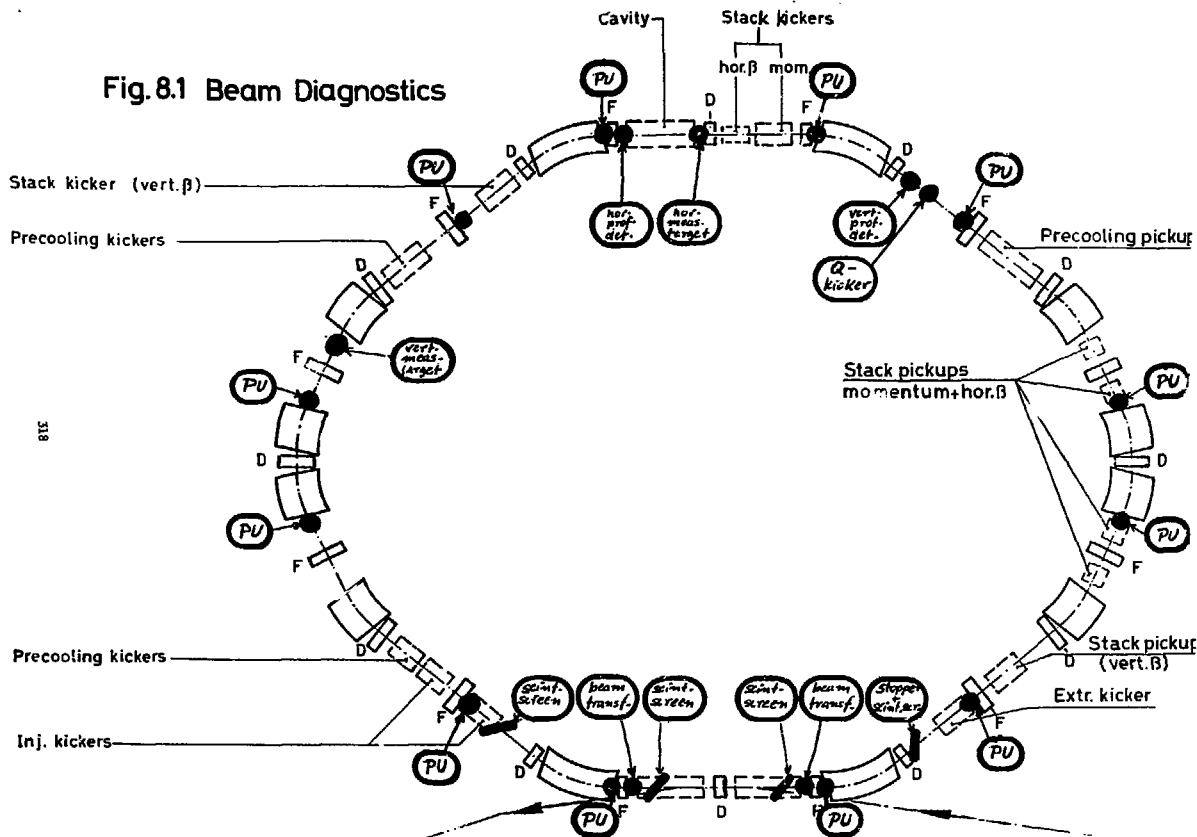 Fig. 8.1 Beam Diagnostics
Cavity
Stack kickers
hor.β mom.
PU
F
D
F
PU
D
Stack kicker (vert.β)
PU
F
D
hor.
prof.
det.
hor.
meas.
target
vert.
prof.
det.
Q-
kicker
PU
F
Precooling kickers
D
Precooling pickup
D
vert.
meas.
target
F
PU
Stack pickups
momentum+hor.β
PU
318
D
D
PU
F
PU
F
Precooling kickers
D
Stack pickup
(vert.β)
D
Extr. kicker
F
PU
Inj. kickers
F
PU
scint.
screen
beam
transf.
scint.
screen
scint.
screen
beam
transf.
stopper
+
scint.scr.
D
F
D
D
PU
PU